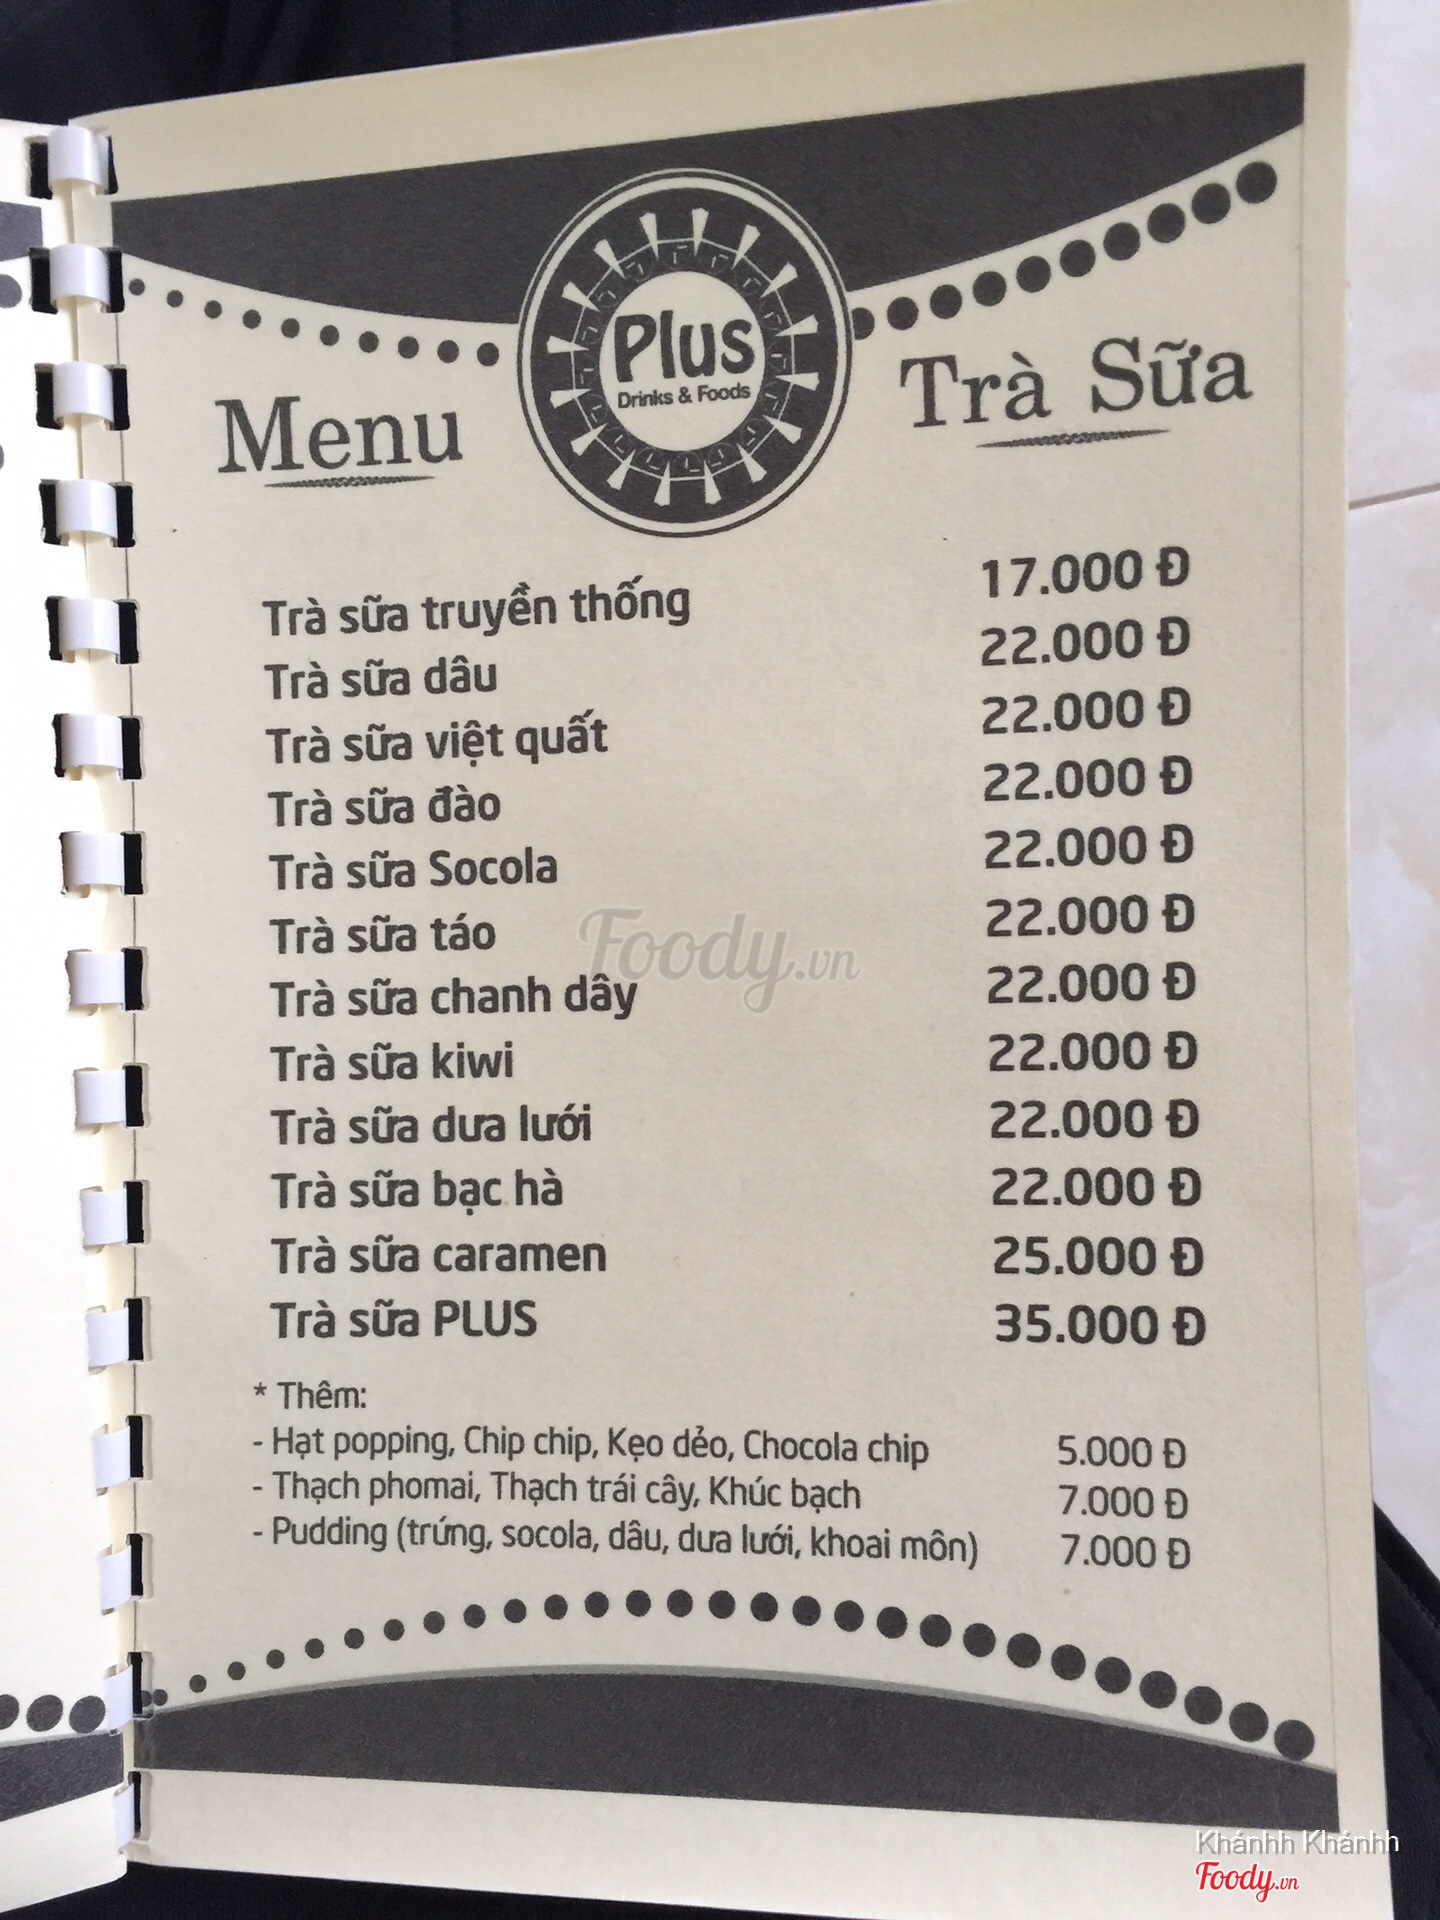 Plus
Drinks & Foods
Menu
Trà Sữa
Trà sữa truyền thống 17.000 Đ
Trà sữa dâu 22.000 Đ
Trà sữa việt quất 22.000 Đ
Trà sữa đào 22.000 Đ
Trà sữa Socola 22.000 Đ
Trà sữa táo 22.000 Đ
Trà sữa chanh dây 22.000 Đ
Trà sữa kiwi 22.000 Đ
Trà sữa dưa lưới 22.000 Đ
Trà sữa bạc hà 22.000 Đ
Trà sữa caramen 25.000 Đ
Trà sữa PLUS 35.000 Đ
* Thêm:
- Hạt popping, Chip chip, Kẹo dẻo, Chocola chip 5.000 Đ
- Thạch phomai, Thạch trái cây, Khúc bạch 7.000 Đ
- Pudding (trứng, socola, dâu, dưa lưới, khoai môn) 7.000 Đ
Foody.vn
Khánhh Khánhh
Foody.vn